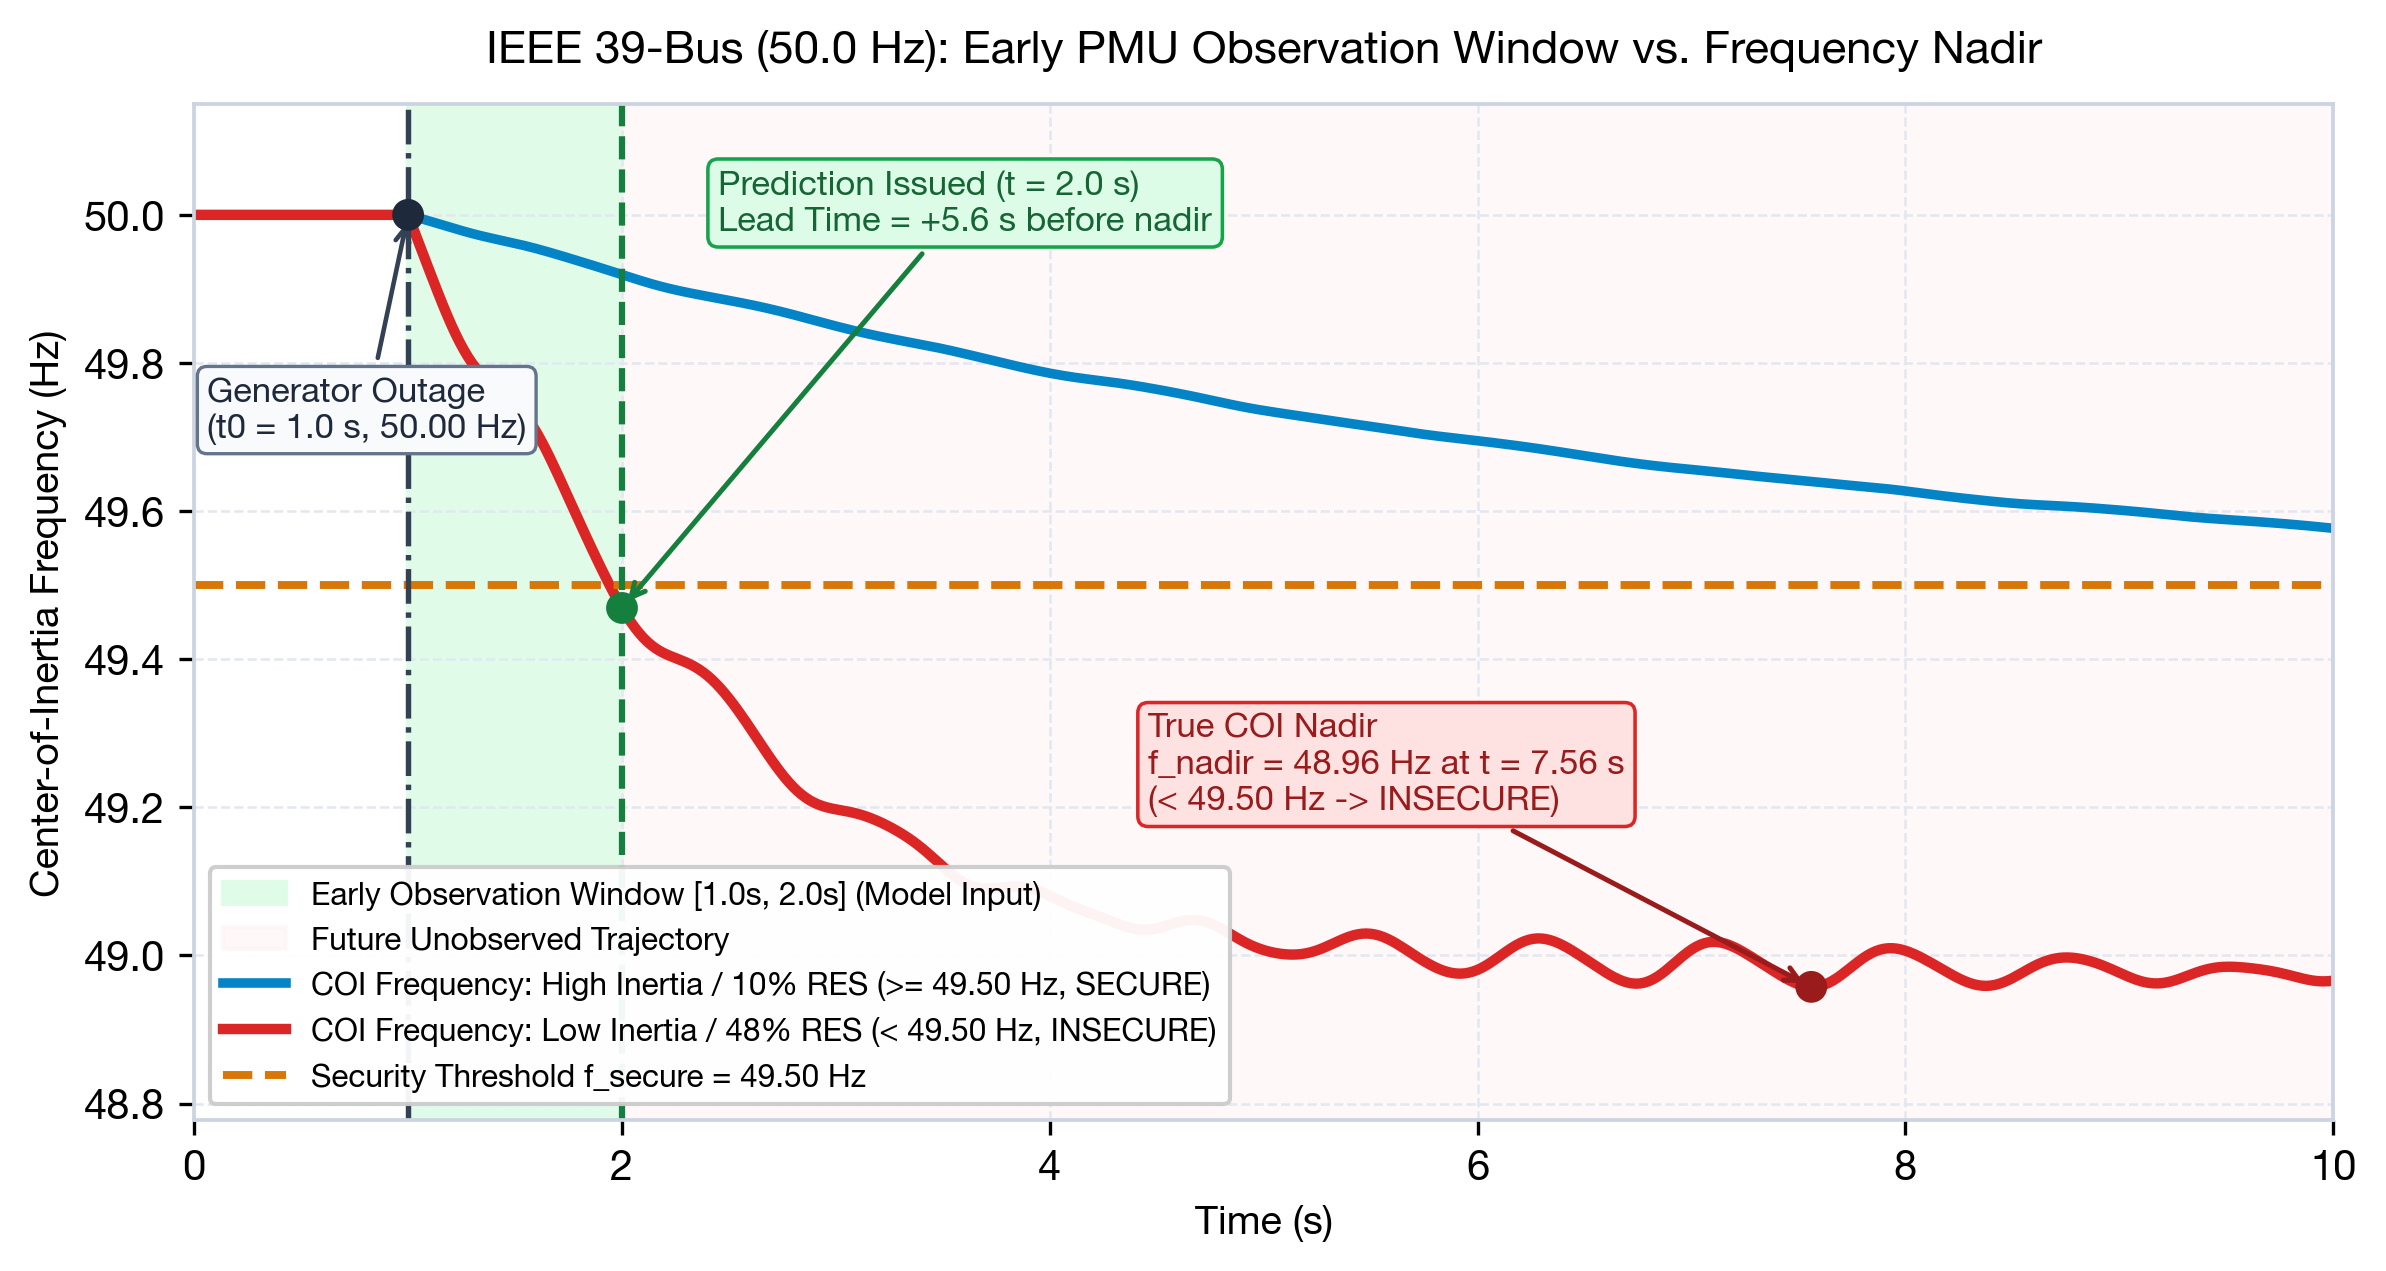 IEEE 39-Bus (50.0 Hz): Early PMU Observation Window vs. Frequency Nadir
Center-of-Inertia Frequency (Hz)
50.0
49.8
49.6
49.4
49.2
49.0
48.8
Prediction Issued (t = 2.0 s)
Lead Time = +5.6 s before nadir
Generator Outage
(t0 = 1.0 s, 50.00 Hz)
True COI Nadir
f_nadir = 48.96 Hz at t = 7.56 s
(< 49.50 Hz -> INSECURE)
Early Observation Window [1.0s, 2.0s] (Model Input)
Future Unobserved Trajectory
COI Frequency: High Inertia / 10% RES (>= 49.50 Hz, SECURE)
COI Frequency: Low Inertia / 48% RES (< 49.50 Hz, INSECURE)
Security Threshold f_secure = 49.50 Hz
0
2
4
6
8
10
Time (s)